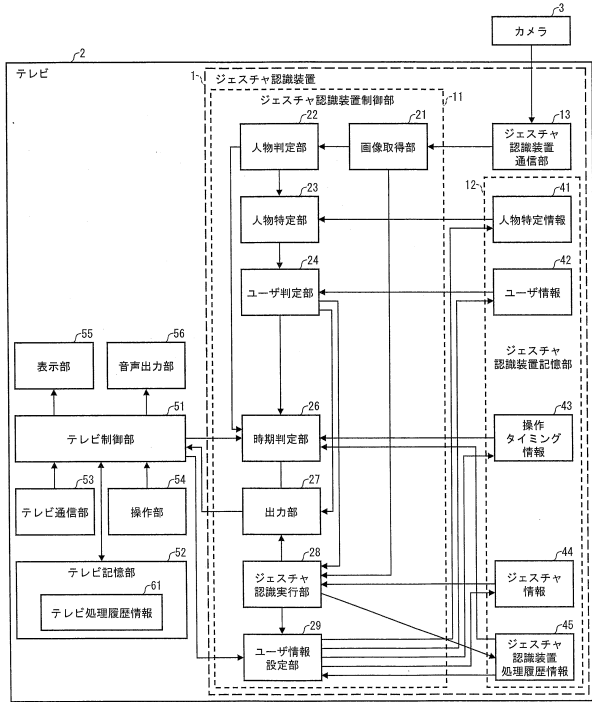 3
カメラ
2
テレビ
1
ジェスチャ認識装置
ジェスチャ認識装置制御部
11
22
人物判定部
21
画像取得部
13
ジェスチャ
認識装置
通信部
12
23
人物特定部
41
人物特定情報
24
ユーザ判定部
42
ユーザ情報
ジェスチャ
認識装置記憶部
55
表示部
56
音声出力部
51
テレビ制御部
26
時期判定部
43
操作
タイミング
情報
53
テレビ通信部
54
操作部
27
出力部
52
テレビ記憶部
61
テレビ処理履歴情報
28
ジェスチャ
認識実行部
44
ジェスチャ
情報
29
ユーザ情報
設定部
45
ジェスチャ
認識装置
処理履歴情報